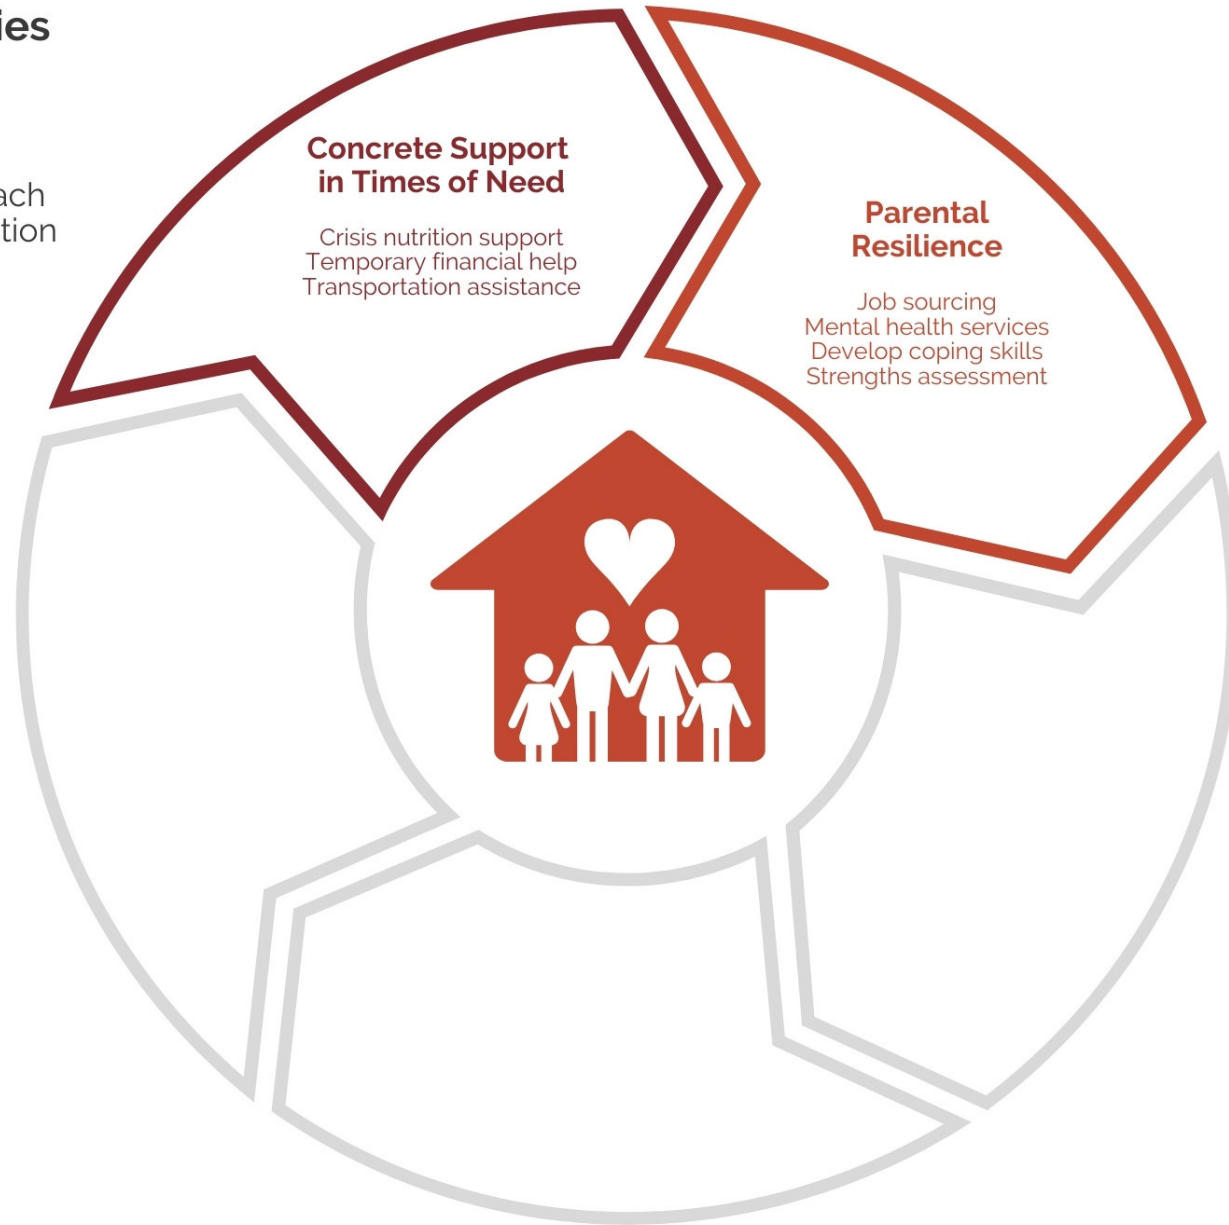 ies
ach
tion
Concrete Support
in Times of Need
Crisis nutrition support
Temporary financial help
Transportation assistance
Parental
Resilience
Job sourcing
Mental health services
Develop coping skills
Strengths assessment